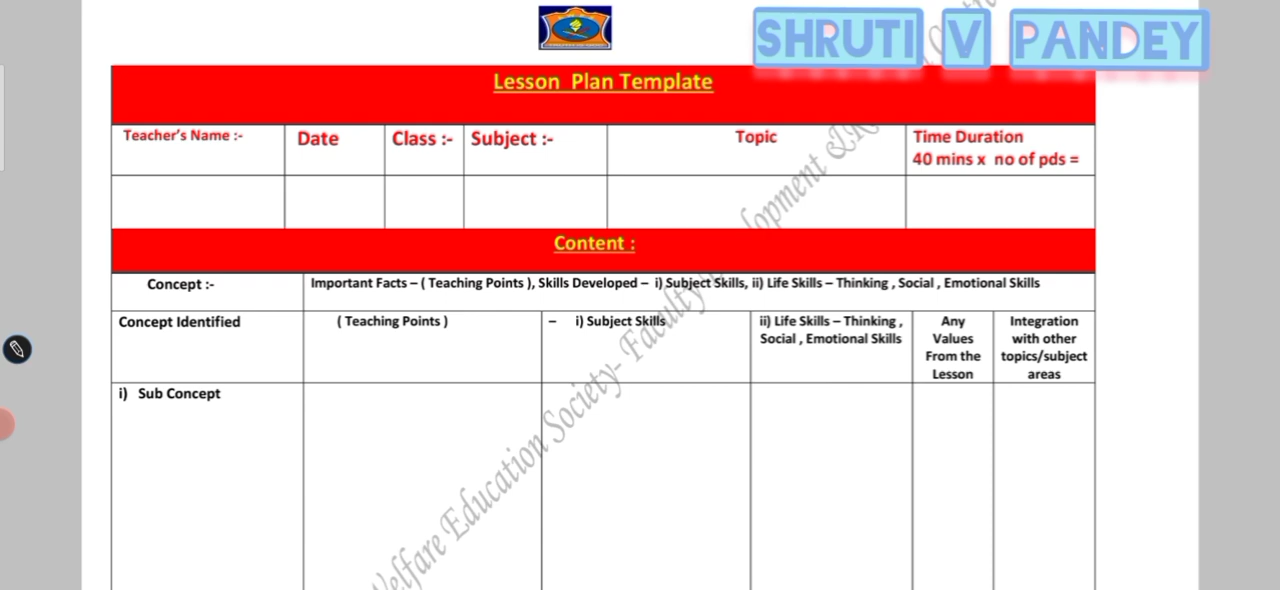 SHRUTI V PANDEY
Lesson Plan Template
Teacher's Name :- Date Class :- Subject :- Topic Time Duration
40 mins x no of pds =
Content :
Concept :- Important Facts – ( Teaching Points ), Skills Developed – i) Subject Skills, ii) Life Skills – Thinking , Social , Emotional Skills
Concept Identified ( Teaching Points ) – i) Subject Skills ii) Life Skills – Thinking , Any Integration
Social , Emotional Skills Values with other
From the topics/subject
Lesson areas
i) Sub Concept
Welfare Education Society- Faculty